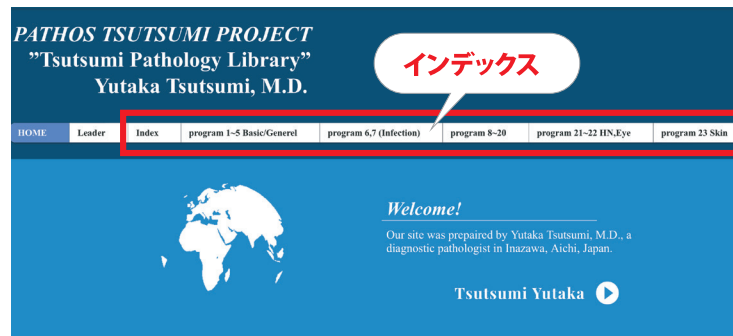 PATHOS TSUTSUMI PROJECT
”Tsutsumi Pathology Library”
Yutaka Tsutsumi, M.D.
インデックス
HOME Leader Index program 1~5 Basic/Generel program 6,7 (Infection) program 8~20 program 21~22 HN,Eye program 23 Skin
Welcome!
Our site was prepaired by Yutaka Tsutsumi, M.D., a
diagnostic pathologist in Inazawa, Aichi, Japan.
Tsutsumi Yutaka